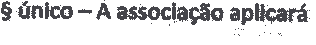 § único – A associação aplicará